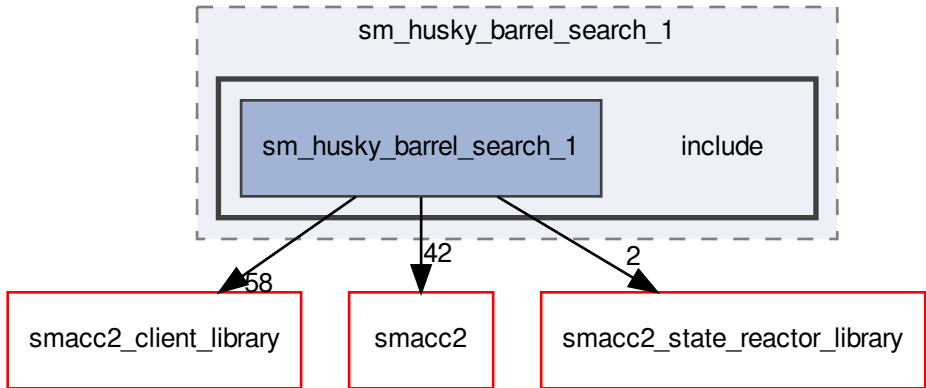 sm_husky_barrel_search_1
sm_husky_barrel_search_1
include
58
42
2
smacc2_client_library
smacc2
smacc2_state_reactor_library